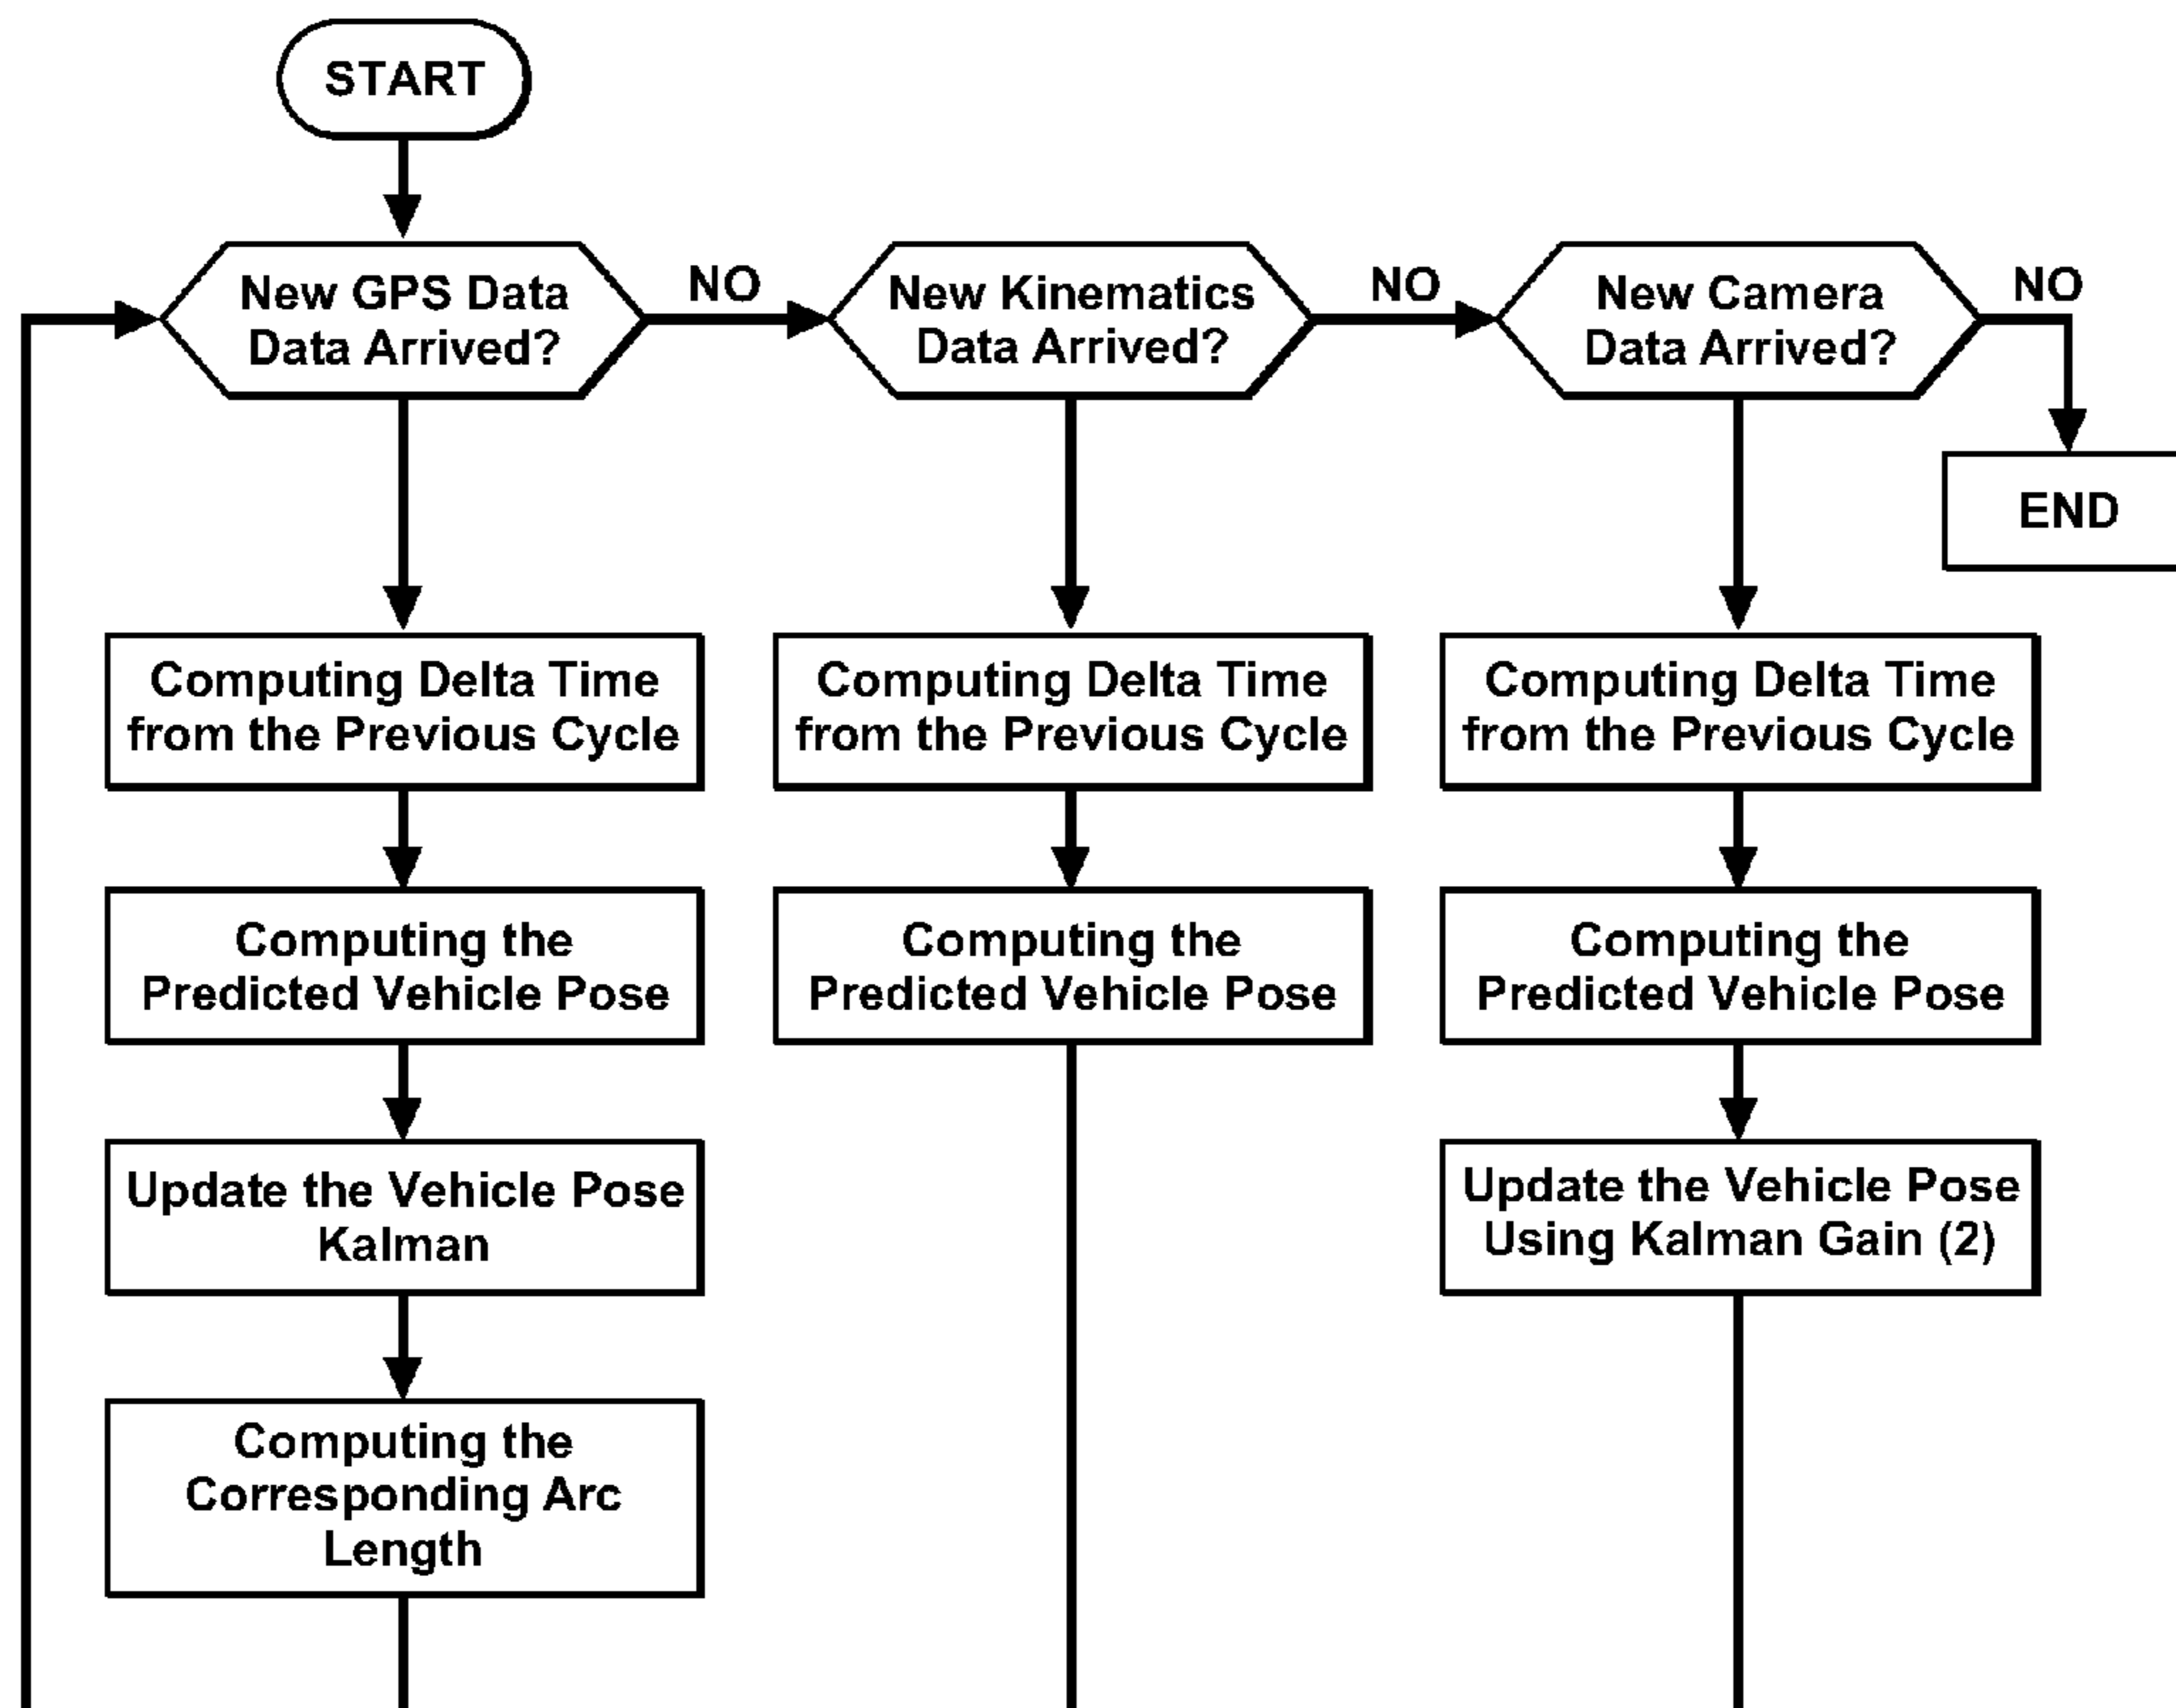 START
New GPS Data
Data Arrived?
NO
New Kinematics
Data Arrived?
NO
New Camera
Data Arrived?
NO
END
Computing Delta Time
from the Previous Cycle
Computing Delta Time
from the Previous Cycle
Computing Delta Time
from the Previous Cycle
Computing the
Predicted Vehicle Pose
Computing the
Predicted Vehicle Pose
Computing the
Predicted Vehicle Pose
Update the Vehicle Pose
Kalman
Update the Vehicle Pose
Using Kalman Gain (2)
Computing the
Corresponding Arc
Length